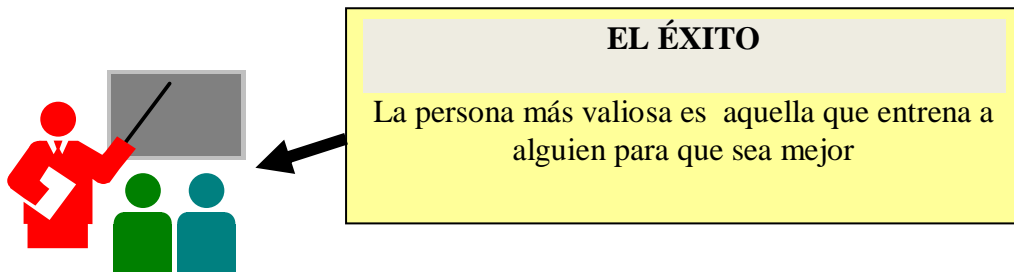 EL ÉXITO
La persona más valiosa es  aquella que entrena a
alguien para que sea mejor